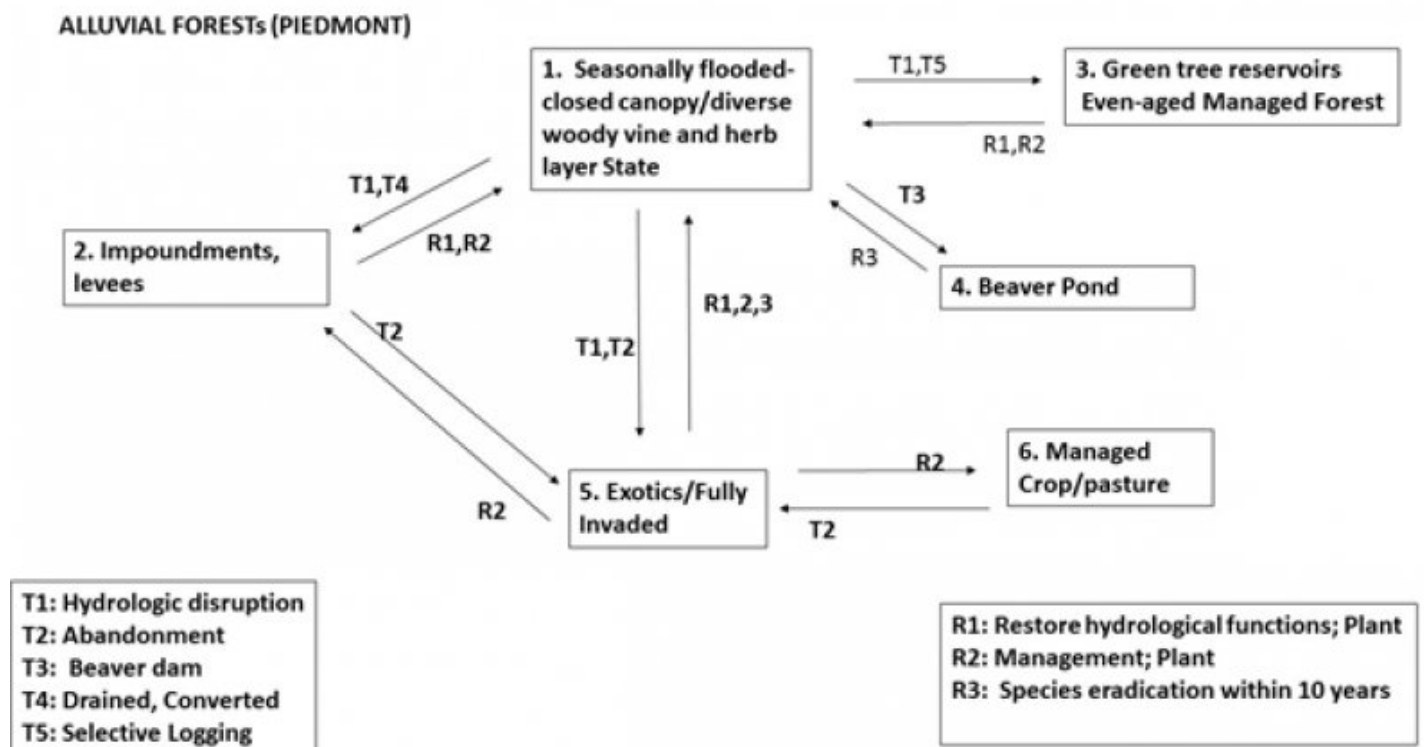 ALLUVIAL FORESTs (PIEDMONT)
1. Seasonally flooded-
closed canopy/diverse
woody vine and herb
layer State
T1,T5
3. Green tree reservoirs
Even-aged Managed Forest
R1,R2
T1,T4
R1,R2
T3
R3
2. Impoundments,
levees
4. Beaver Pond
R1,2,3
T1,T2
T2
R2
5. Exotics/Fully
Invaded
R2
T2
6. Managed
Crop/pasture
T1: Hydrologic disruption
T2: Abandonment
T3: Beaver dam
T4: Drained, Converted
T5: Selective Logging
R1: Restore hydrological functions; Plant
R2: Management; Plant
R3: Species eradication within 10 years